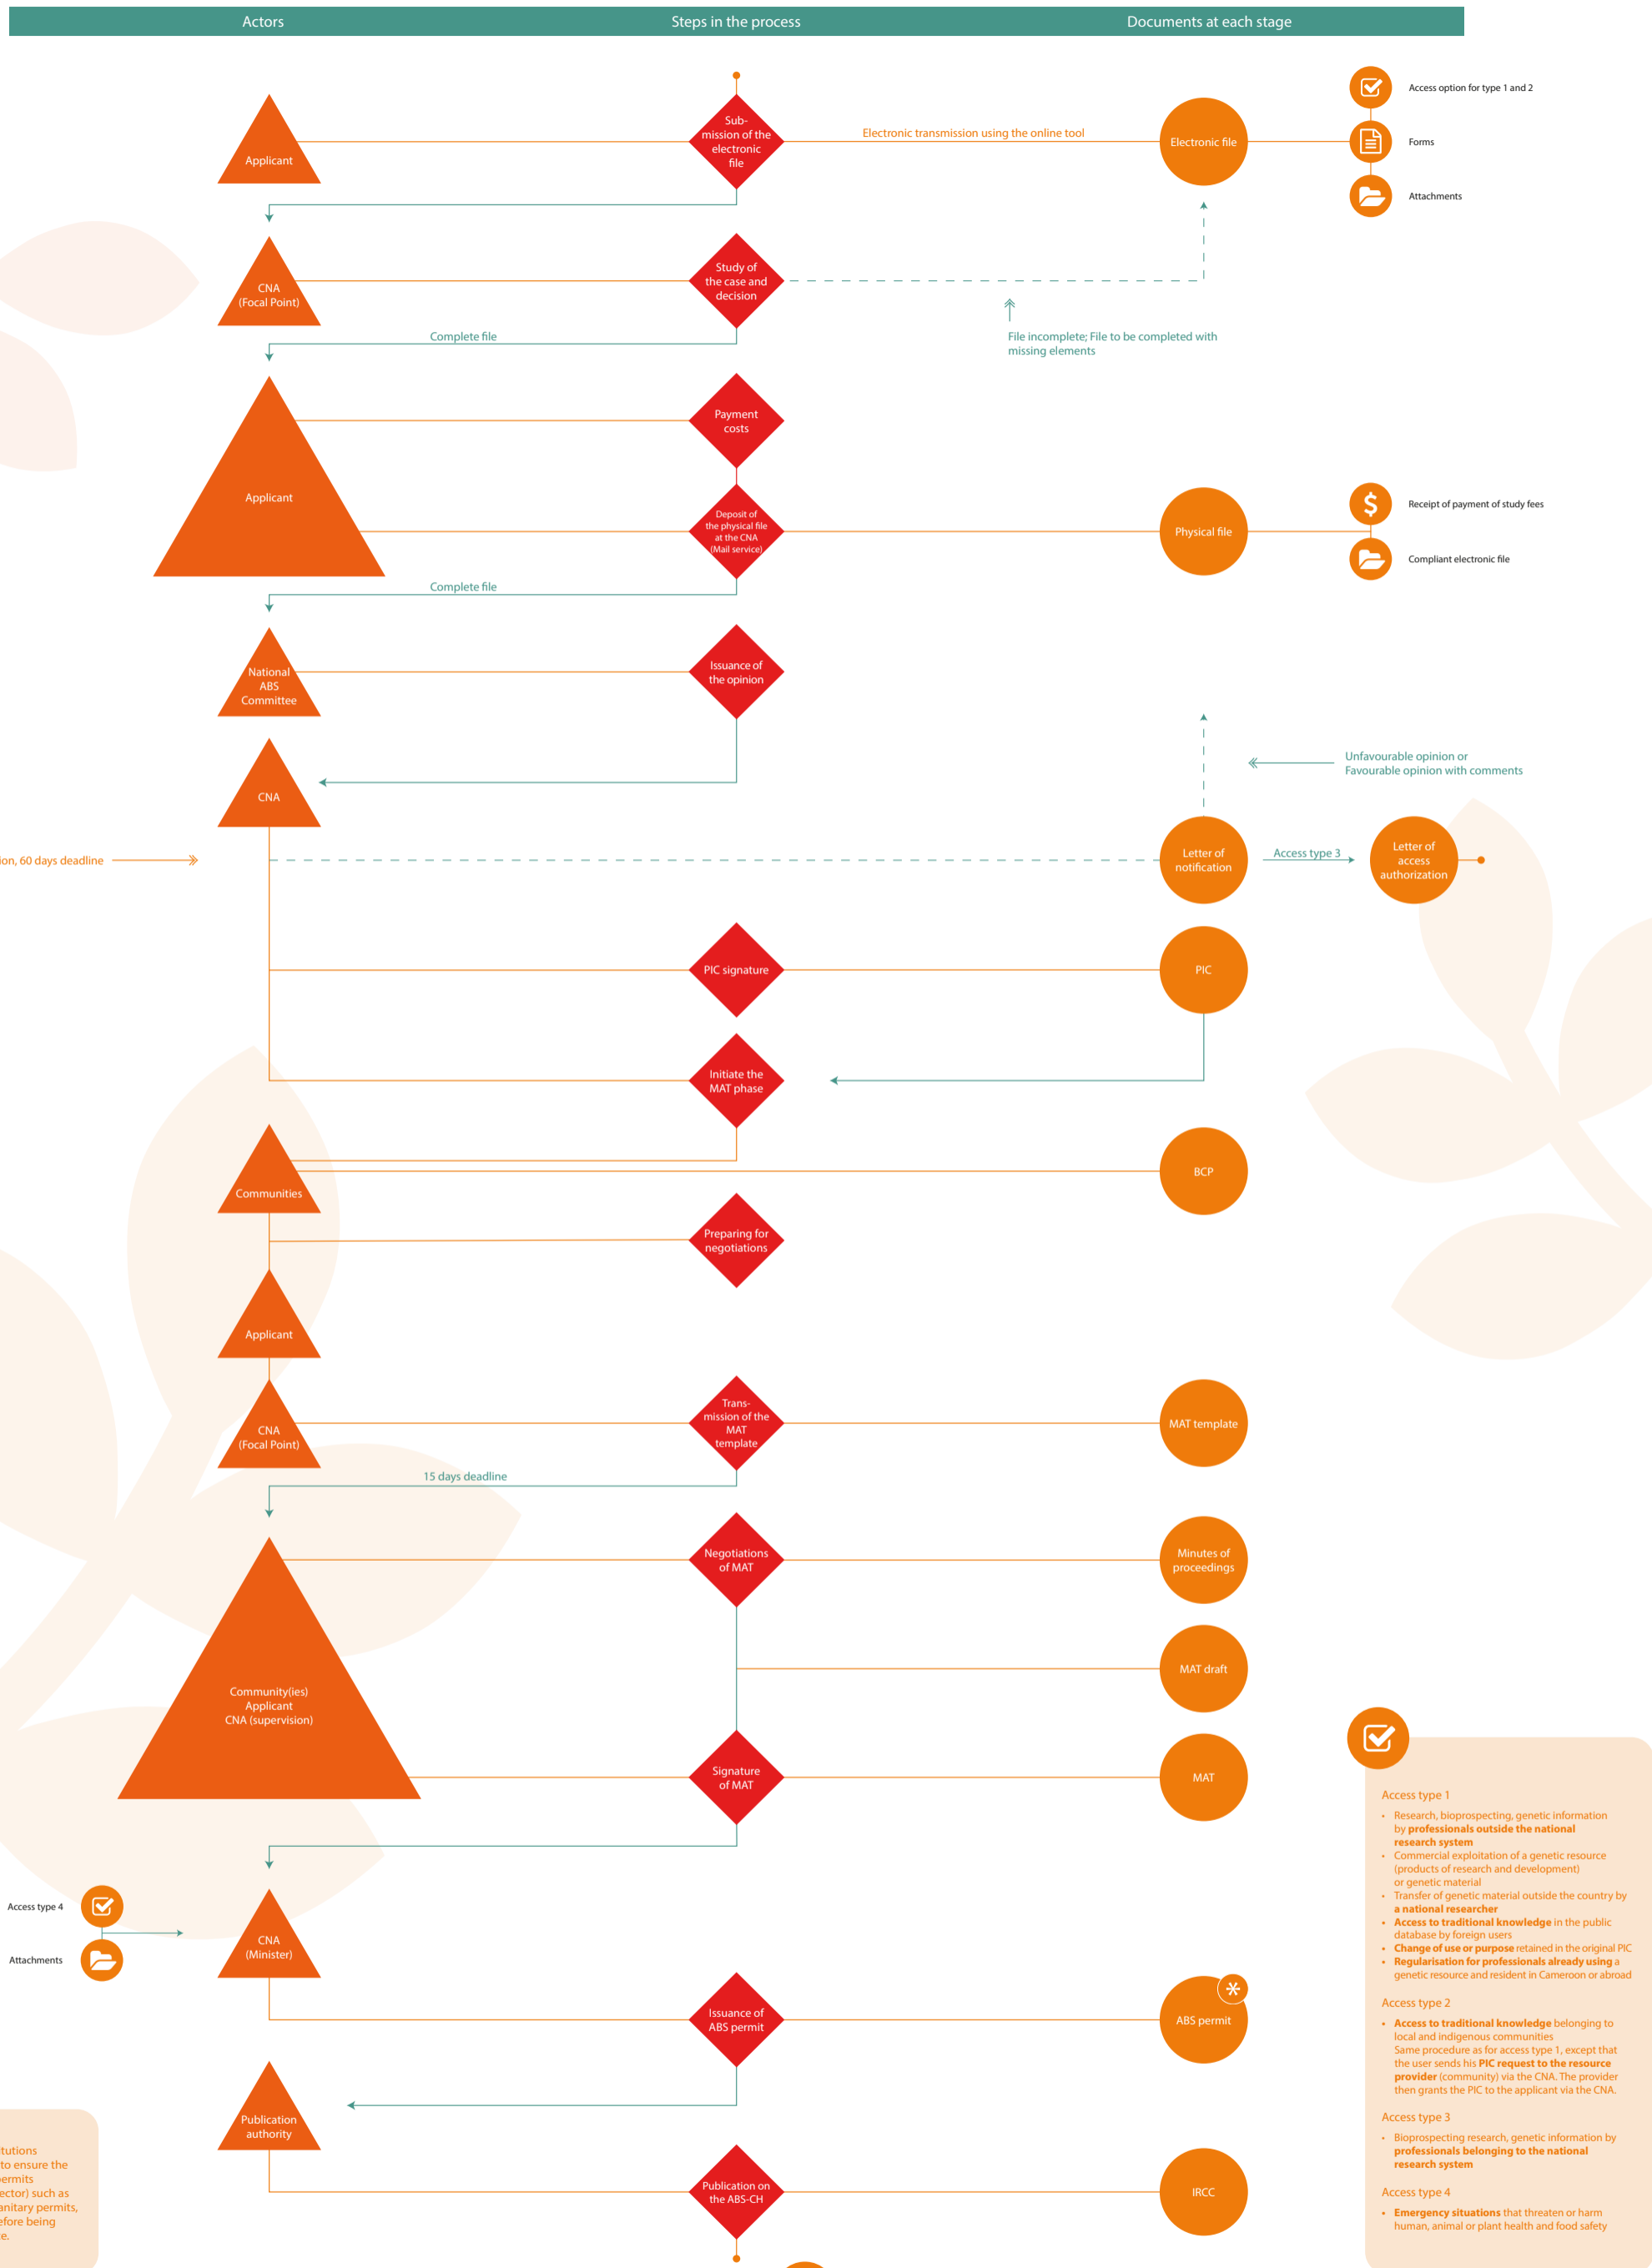 Actors
Steps in the process
Documents at each stage
Access option for type 1 and 2
Applicant
Sub-
mission of the
electronic
file
Electronic transmission using the online tool
Electronic file
Forms
Attachments
CNA
(Focal Point)
Study of
the case and
decision
Complete file
File incomplete; File to be completed with
missing elements
Payment
costs
Applicant
Deposit of
the physical file
at the CNA
(Mail service)
Physical file
Receipt of payment of study fees
Compliant electronic file
Complete file
National
ABS
Committee
Issuance of
the opinion
Unfavourable opinion or
Favourable opinion with comments
CNA
ion, 60 days deadline
Letter of
notification
Access type 3
Letter of
access
authorization
PIC signature
PIC
Initiate the
MAT phase
Communities
BCP
Preparing for
negotiations
Applicant
CNA
(Focal Point)
Trans-
mission of the
MAT
template
MAT template
15 days deadline
Negotiations
of MAT
Minutes of
proceedings
MAT draft
Community(ies)
Applicant
CNA (supervision)
Signature
of MAT
MAT
Access type 4
Attachments
CNA
(Minister)
Issuance of
ABS permit
ABS permit
*
Publication
authority
Publication on
the ABS-CH
IRCC
tutions
to ensure the
ermits
ector) such as
anitary permits,
efore being
e.
Access type 1
• Research, bioprospecting, genetic information
by professionals outside the national
research system
• Commercial exploitation of a genetic resource
(products of research and development)
or genetic material
• Transfer of genetic material outside the country by
a national researcher
• Access to traditional knowledge in the public
database by foreign users
• Change of use or purpose retained in the original PIC
• Regularisation for professionals already using a
genetic resource and resident in Cameroon or abroad
Access type 2
• Access to traditional knowledge belonging to
local and indigenous communities
Same procedure as for access type 1, except that
the user sends his PIC request to the resource
provider (community) via the CNA. The provider
then grants the PIC to the applicant via the CNA.
Access type 3
• Bioprospecting research, genetic information by
professionals belonging to the national
research system
Access type 4
• Emergency situations that threaten or harm
human, animal or plant health and food safety